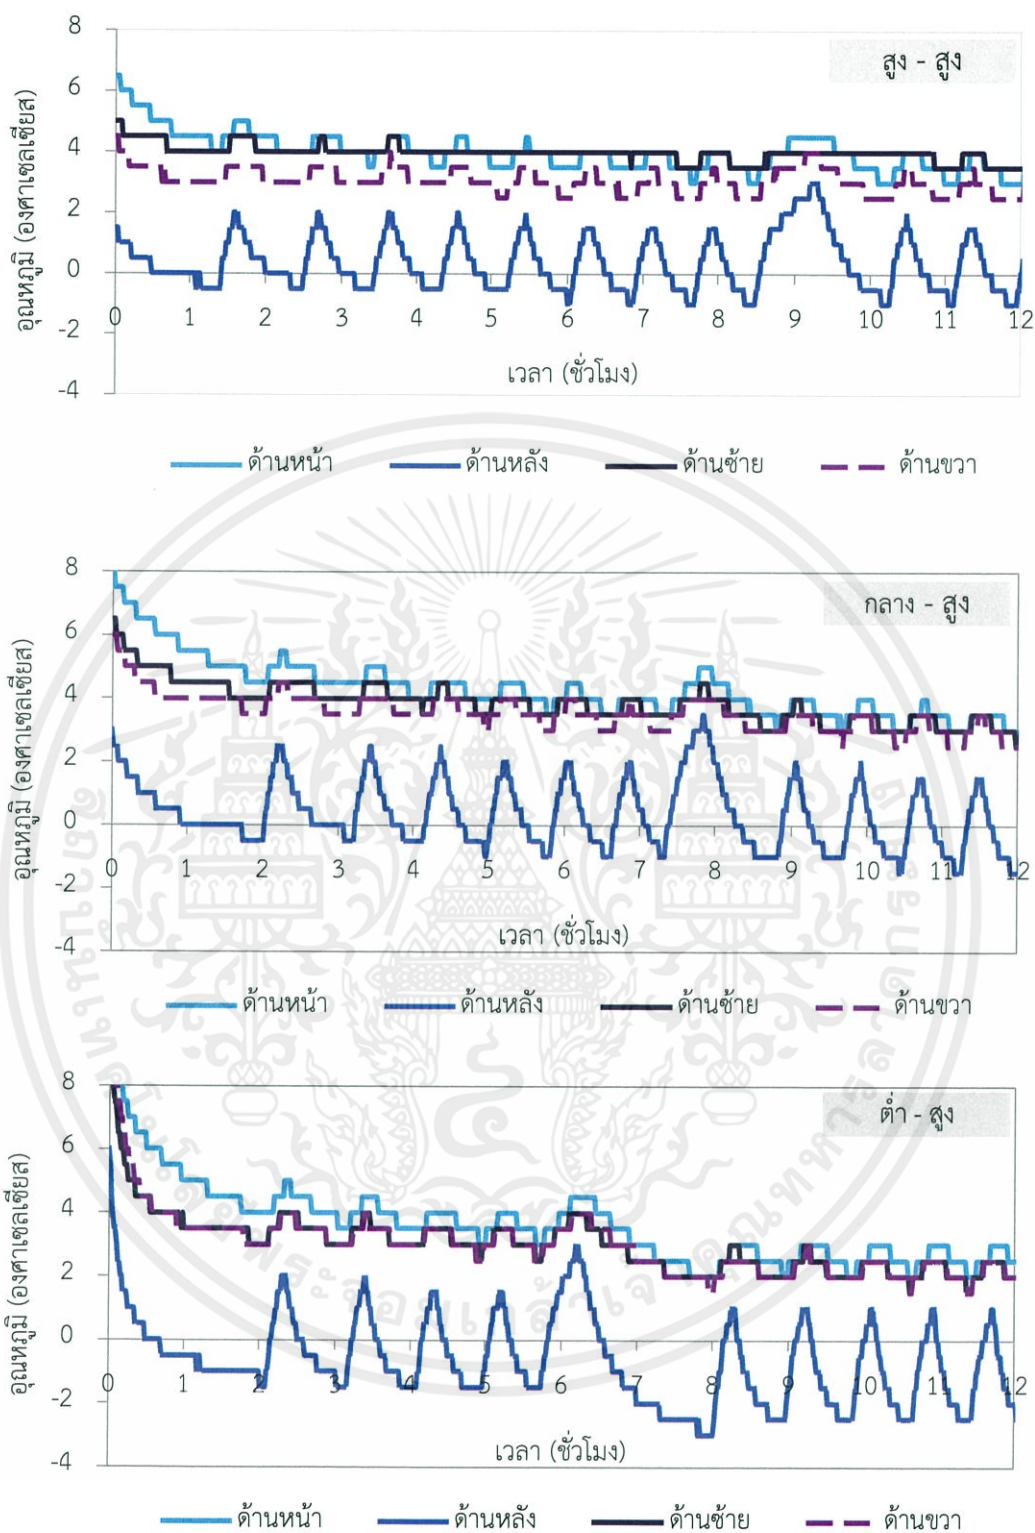 สูง - สูง
อุณหภูมิ (องศาเซลเซียส)
8
6
4
2
0
-2
-4
0 1 2 3 4 5 6 7 8 9 10 11 12
เวลา (ชั่วโมง)
ด้านหน้า ด้านหลัง ด้านซ้าย ด้านขวา
กลาง - สูง
อุณหภูมิ (องศาเซลเซียส)
8
6
4
2
0
-2
-4
0 1 2 3 4 5 6 7 8 9 10 11 12
เวลา (ชั่วโมง)
ด้านหน้า ด้านหลัง ด้านซ้าย ด้านขวา
ต่ำ - สูง
อุณหภูมิ (องศาเซลเซียส)
8
6
4
2
0
-2
-4
0 1 2 3 4 5 6 7 8 9 10 11 12
เวลา (ชั่วโมง)
ด้านหน้า ด้านหลัง ด้านซ้าย ด้านขวา